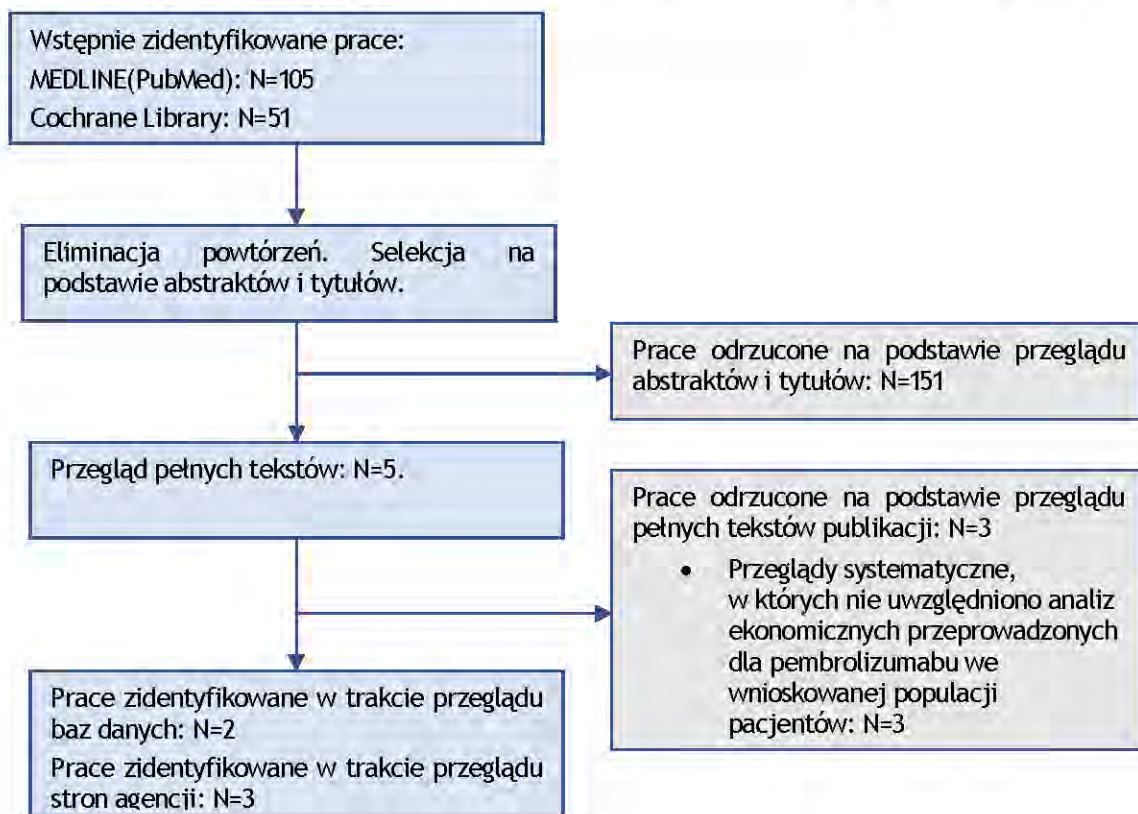 Wstępnie zidentyfikowane prace:
MEDLINE(PubMed): N=105
Cochrane Library: N=51
Eliminacja powtórzeń. Selekcja na
podstawie abstraktów i tytułów.
Prace odrzucone na podstawie przeglądu
abstraktów i tytułów: N=151
Przegląd pełnych tekstów: N=5.
Prace odrzucone na podstawie przeglądu
pełnych tekstów publikacji: N=3
• Przeglądy systematyczne,
w których nie uwzględniono analiz
ekonomicznych przeprowadzonych
dla pembrolizumabu we
wnioskowanej populacji
pacjentów: N=3
Prace zidentyfikowane w trakcie przeglądu
baz danych: N=2
Prace zidentyfikowane w trakcie przeglądu
stron agencji: N=3